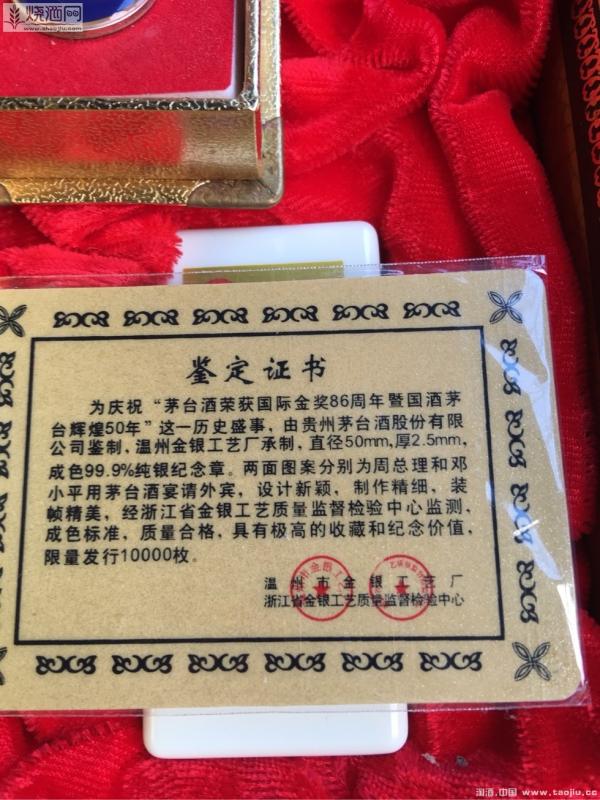 烧酒网
www.shaojiu.com
鉴定证书
为庆祝“茅台酒荣获国际金奖86周年暨国酒茅
台辉煌50年”这一历史盛事，由贵州茅台酒股份有限
公司鉴制，温州金银工艺厂承制，直径50mm，厚2.5mm，
成色99.9%纯银纪念章。两面图案分别为周总理和邓
小平用茅台酒宴请外宾，设计新颖，制作精细，装
帧精美，经浙江省金银工艺质量监督检验中心监测，
成色标准，质量合格，具有极高的收藏和纪念价值，
限量发行10000枚。
温州市金银工艺厂
浙江省金银工艺质量监督检验中心
淘酒.中国 www.taojiu.cc